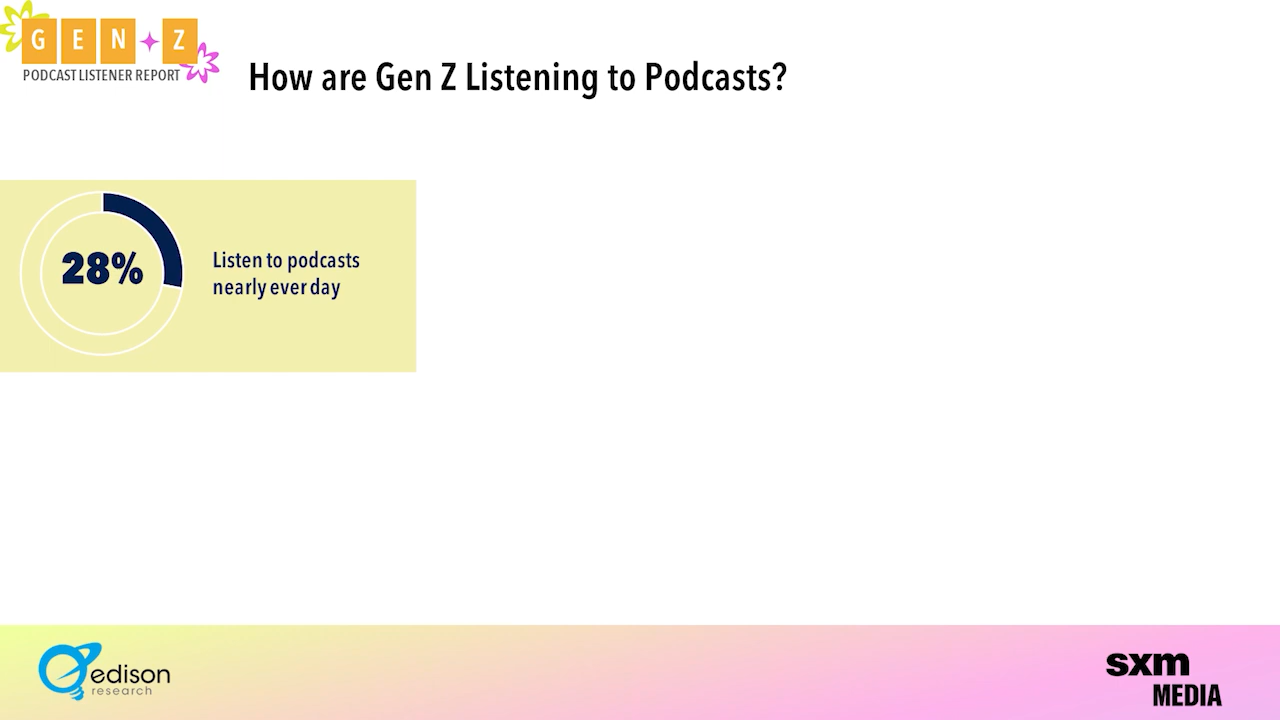 GEN Z
PODCAST LISTENER REPORT
How are Gen Z Listening to Podcasts?
28%
Listen to podcasts
nearly ever day
edison
research
sxm
MEDIA